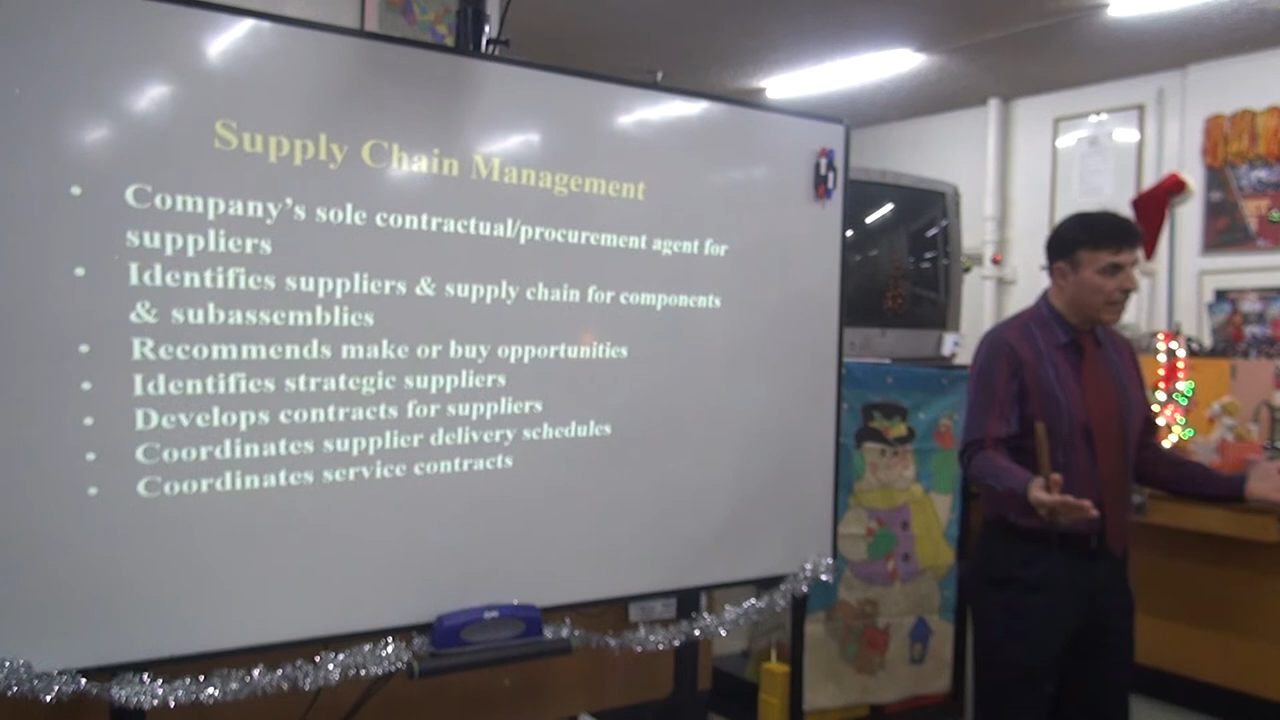 Supply Chain Management
• Company's sole contractual/procurement agent for
suppliers
• Identifies suppliers & supply chain for components
& subassemblies
• Recommends make or buy opportunities
• Identifies strategic suppliers
• Develops contracts for suppliers
• Coordinates supplier delivery schedules
• Coordinates service contracts